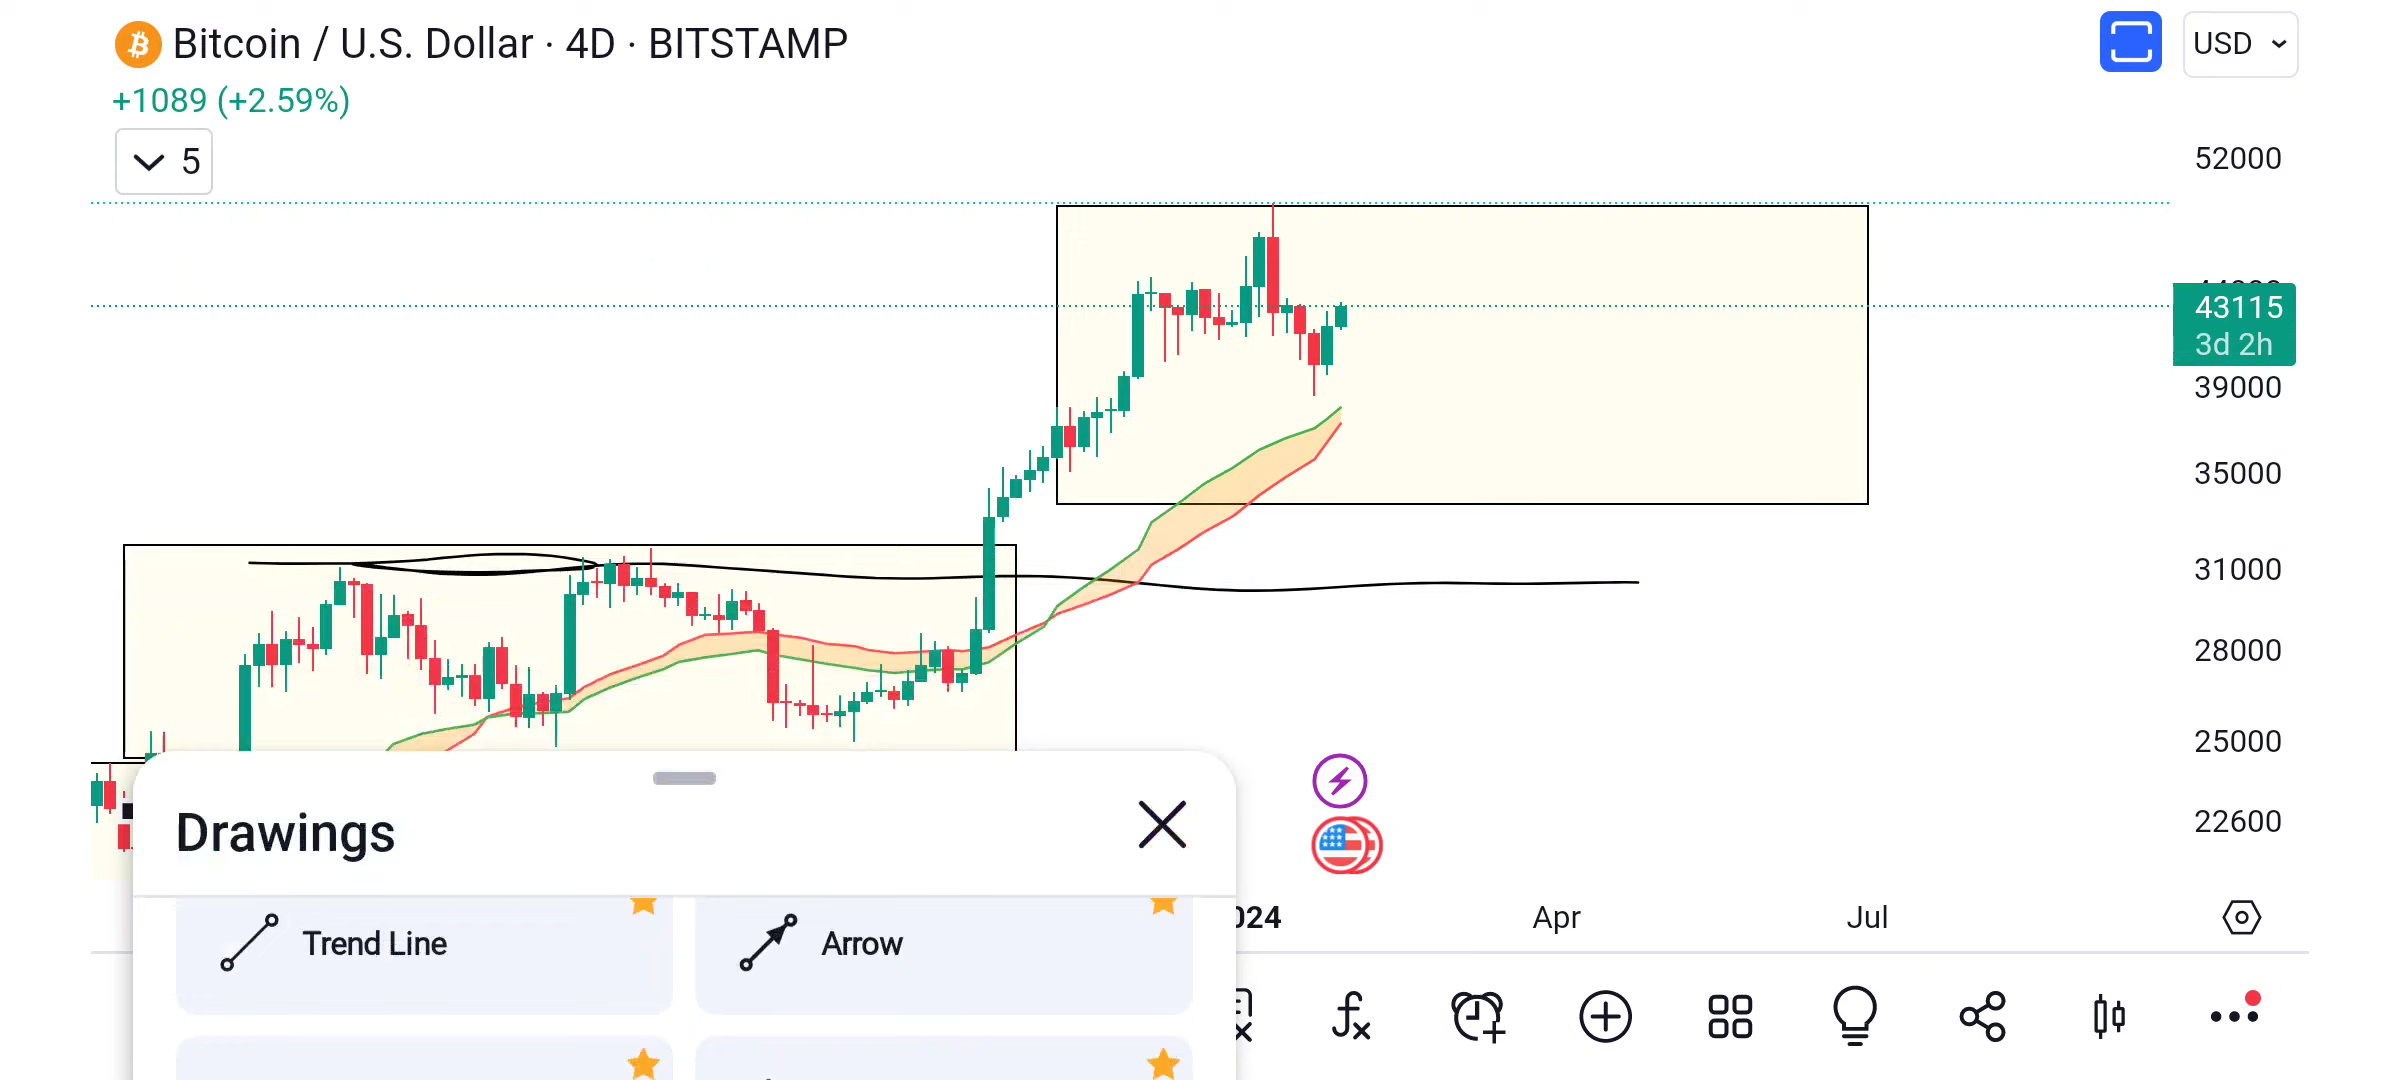 Bitcoin / U.S. Dollar · 4D · BITSTAMP
USD
+1089 (+2.59%)
5
52000
43115
3d 2h
39000
35000
31000
28000
25000
22600
Drawings
Trend Line
Arrow
024
Apr
Jul